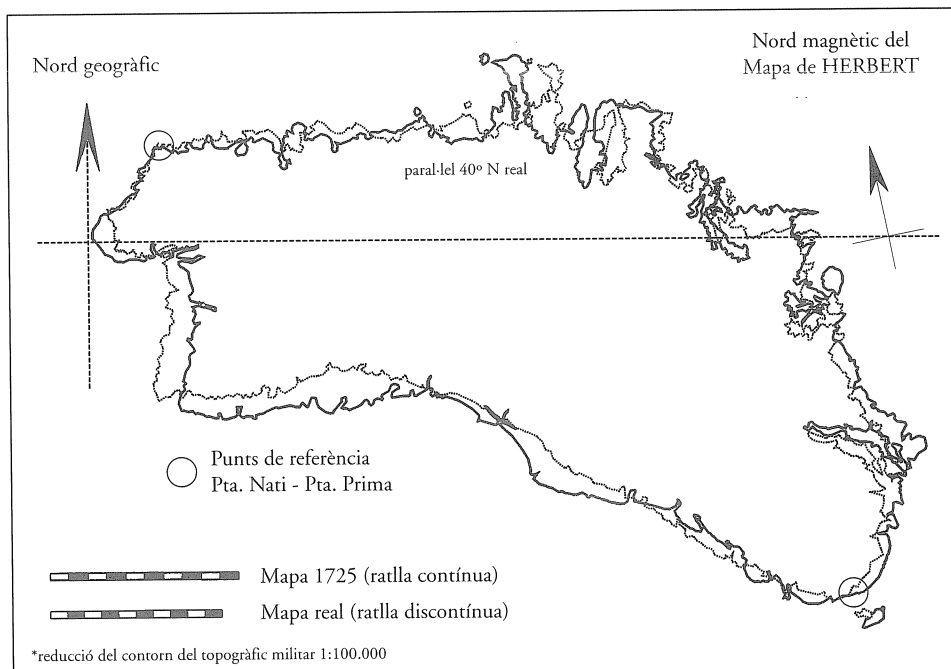 Nord geogràfic
Nord magnètic del
Mapa de HERBERT
paral·lel 40º N real
Punts de referència
Pta. Nati - Pta. Prima
Mapa 1725 (ratlla contínua)
Mapa real (ratlla discontínua)
*reducció del contorn del topogràfic militar 1:100.000